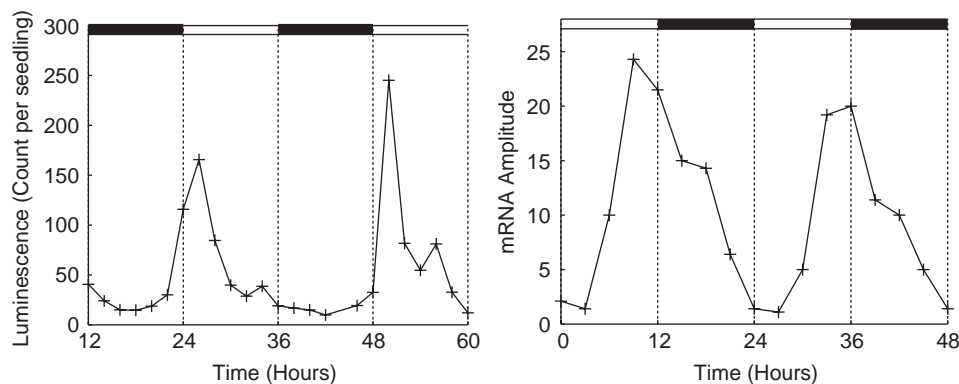 Luminescence (Count per seedling)
300
250
200
150
100
50
0
12 24 36 48 60
Time (Hours)
mRNA Amplitude
25
20
15
10
5
0
0 12 24 36 48
Time (Hours)